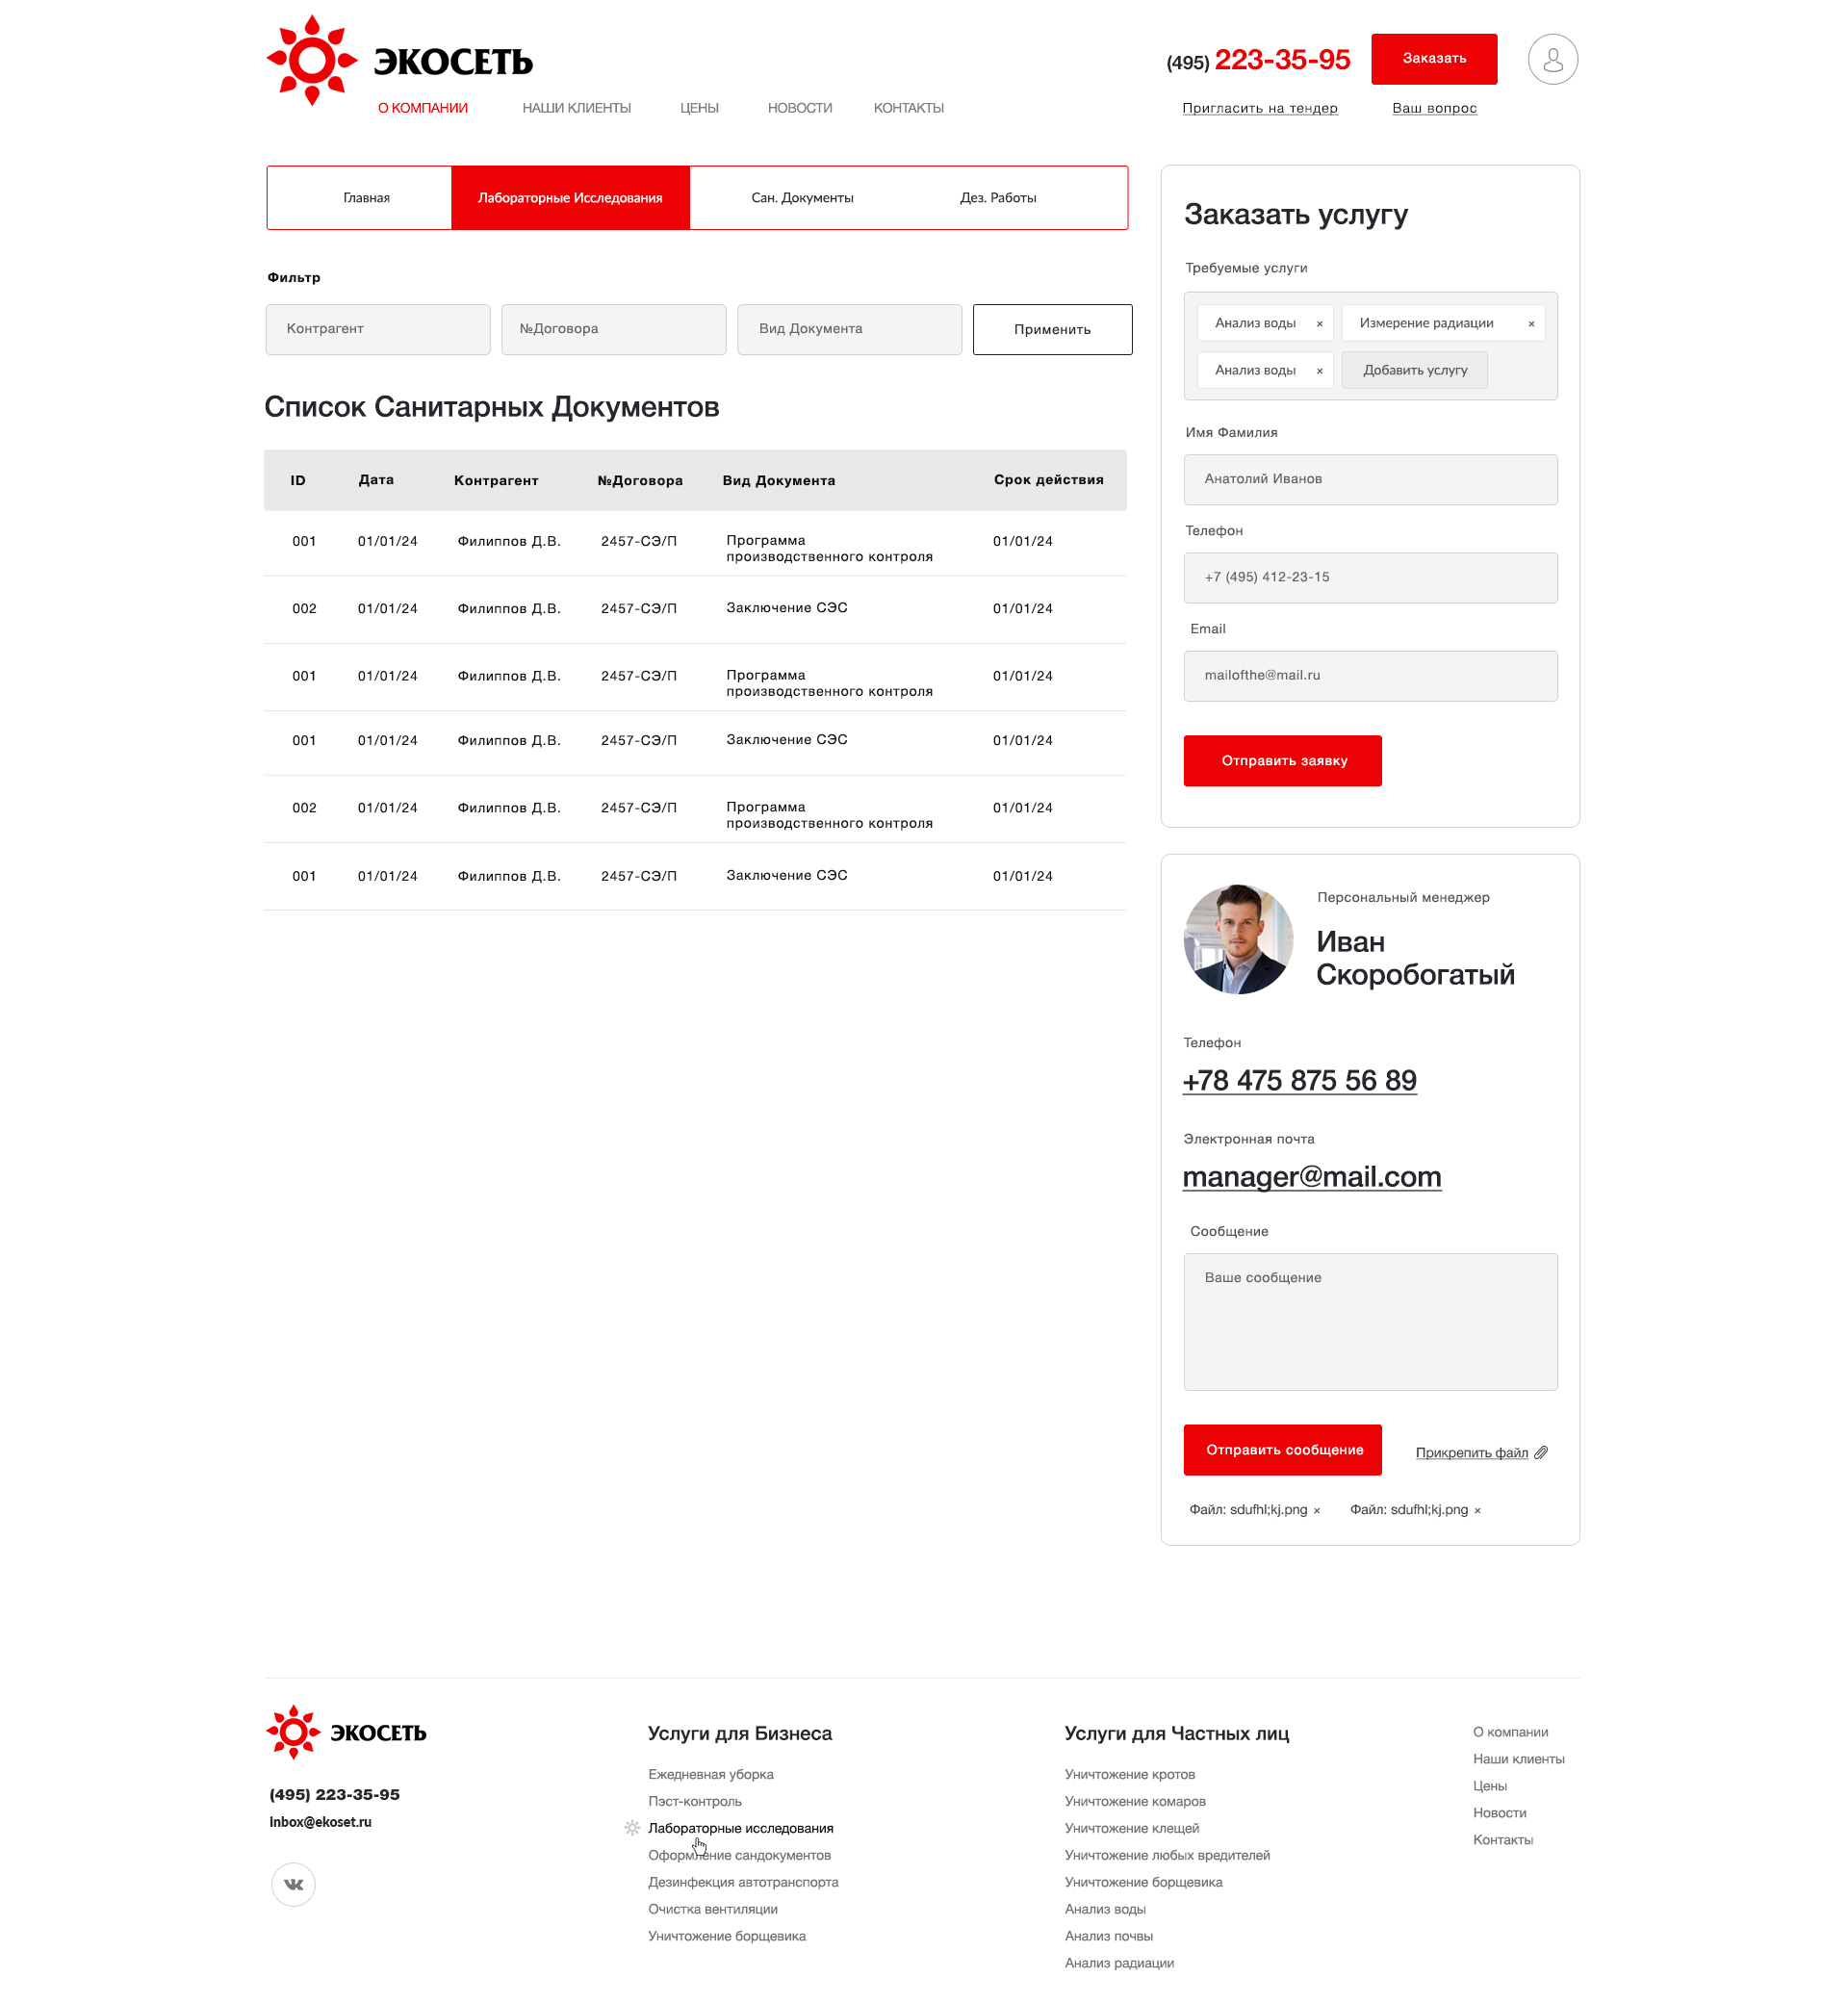 ЭКОСЕТЬ
(495) 223-35-95
Заказать
О КОМПАНИИ
НАШИ КЛИЕНТЫ
ЦЕНЫ
НОВОСТИ
КОНТАКТЫ
Пригласить на тендер
Ваш вопрос
Главная
Лабораторные Исследования
Сан. Документы
Дез. Работы
Фильтр
Контрагент
№Договора
Вид Документа
Применить
Список Санитарных Документов
ID Дата Контрагент №Договора Вид Документа Срок действия
001 01/01/24 Филиппов Д.В. 2457-СЭ/П Программа производственного контроля 01/01/24
002 01/01/24 Филиппов Д.В. 2457-СЭ/П Заключение СЭС 01/01/24
001 01/01/24 Филиппов Д.В. 2457-СЭ/П Программа производственного контроля 01/01/24
001 01/01/24 Филиппов Д.В. 2457-СЭ/П Заключение СЭС 01/01/24
002 01/01/24 Филиппов Д.В. 2457-СЭ/П Программа производственного контроля 01/01/24
001 01/01/24 Филиппов Д.В. 2457-СЭ/П Заключение СЭС 01/01/24
Заказать услугу
Требуемые услуги
Анализ воды ×
Измерение радиации ×
Анализ воды ×
Добавить услугу
Имя Фамилия
Анатолий Иванов
Телефон
+7 (495) 412-23-15
Email
mailofthe@mail.ru
Отправить заявку
Персональный менеджер
Иван
Скоробогатый
Телефон
+78 475 875 56 89
Электронная почта
manager@mail.com
Сообщение
Ваше сообщение
Отправить сообщение
Прикрепить файл
Файл: sdufhl;kj.png ×
Файл: sdufhl;kj.png ×
ЭКОСЕТЬ
(495) 223-35-95
inbox@ekoset.ru
Услуги для Бизнеса
Ежедневная уборка
Пэст-контроль
Лабораторные исследования
Оформление сандокументов
Дезинфекция автотранспорта
Очистка вентиляции
Уничтожение борщевика
Услуги для Частных лиц
Уничтожение кротов
Уничтожение комаров
Уничтожение клещей
Уничтожение любых вредителей
Уничтожение борщевика
Анализ воды
Анализ почвы
Анализ радиации
О компании
Наши клиенты
Цены
Новости
Контакты